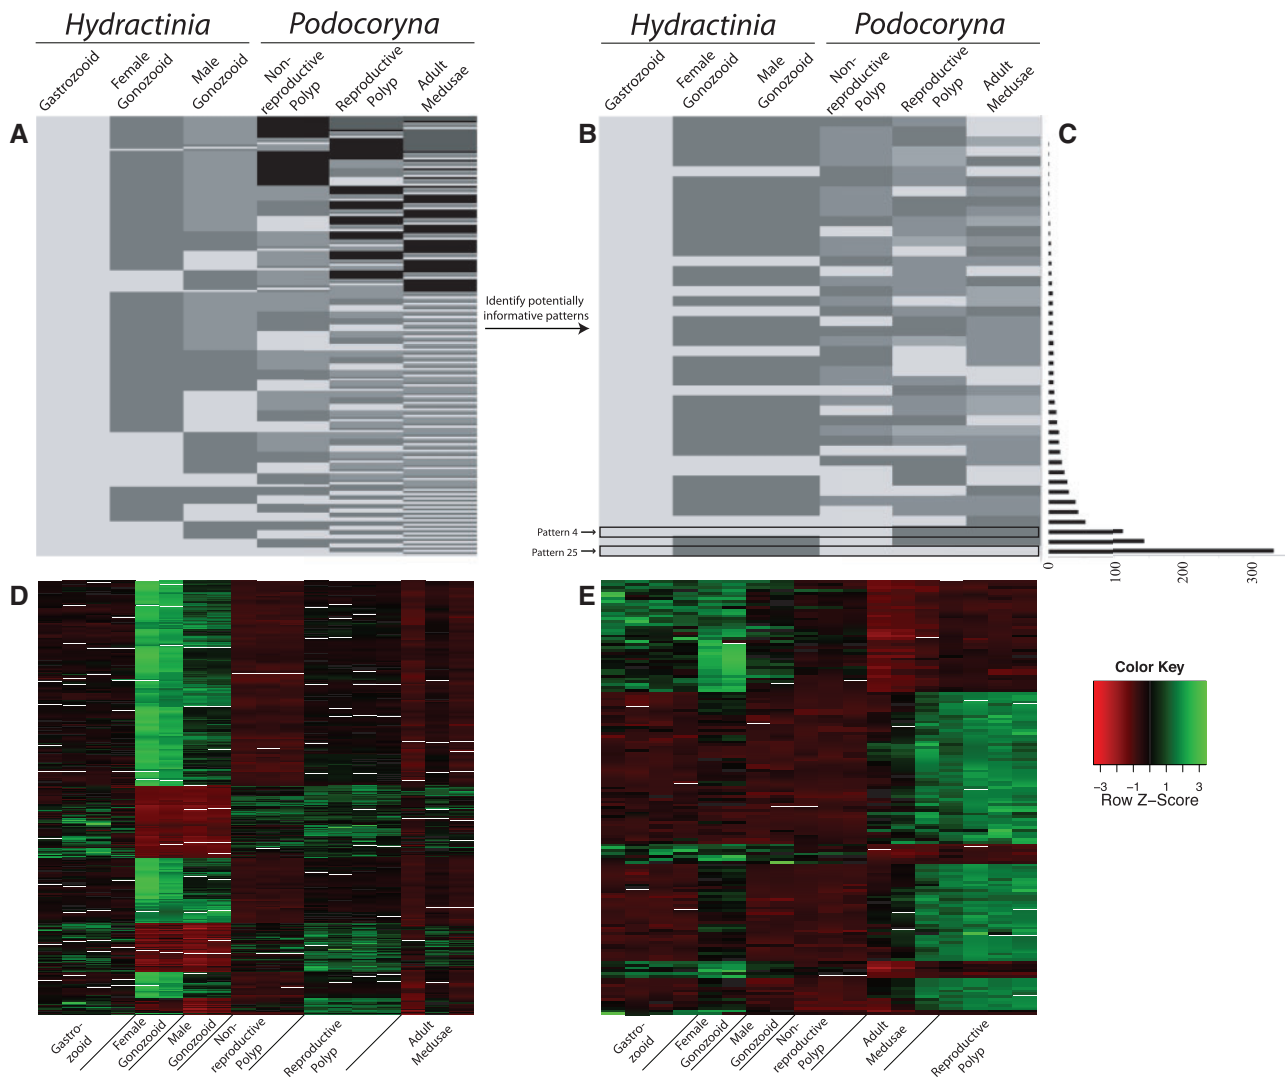 Hydractinia
Podocoryna
Gastrozooid
Female
Gonozooid
Male
Gonozooid
Non-
reproductive
Polyp
Reproductive
Polyp
Adult
Medusae
Hydractinia
Podocoryna
Gastrozooid
Female
Gonozooid
Male
Gonozooid
Non-
reproductive
Polyp
Reproductive
Polyp
Adult
Medusae
A
B
C
Identify potentially
informative patterns
Pattern 4
Pattern 25
0
100
200
300
D
E
Color Key
−3 −1 1 3
Row Z−Score
Gastro-
zooid
Female
Gonozooid
Male
Gonozooid
Non-
reproductive
Polyp
Reproductive
Polyp
Adult
Medusae
Gastro-
zooid
Female
Gonozooid
Male
Gonozooid
Non-
reproductive
Polyp
Adult
Medusae
Reproductive
Polyp